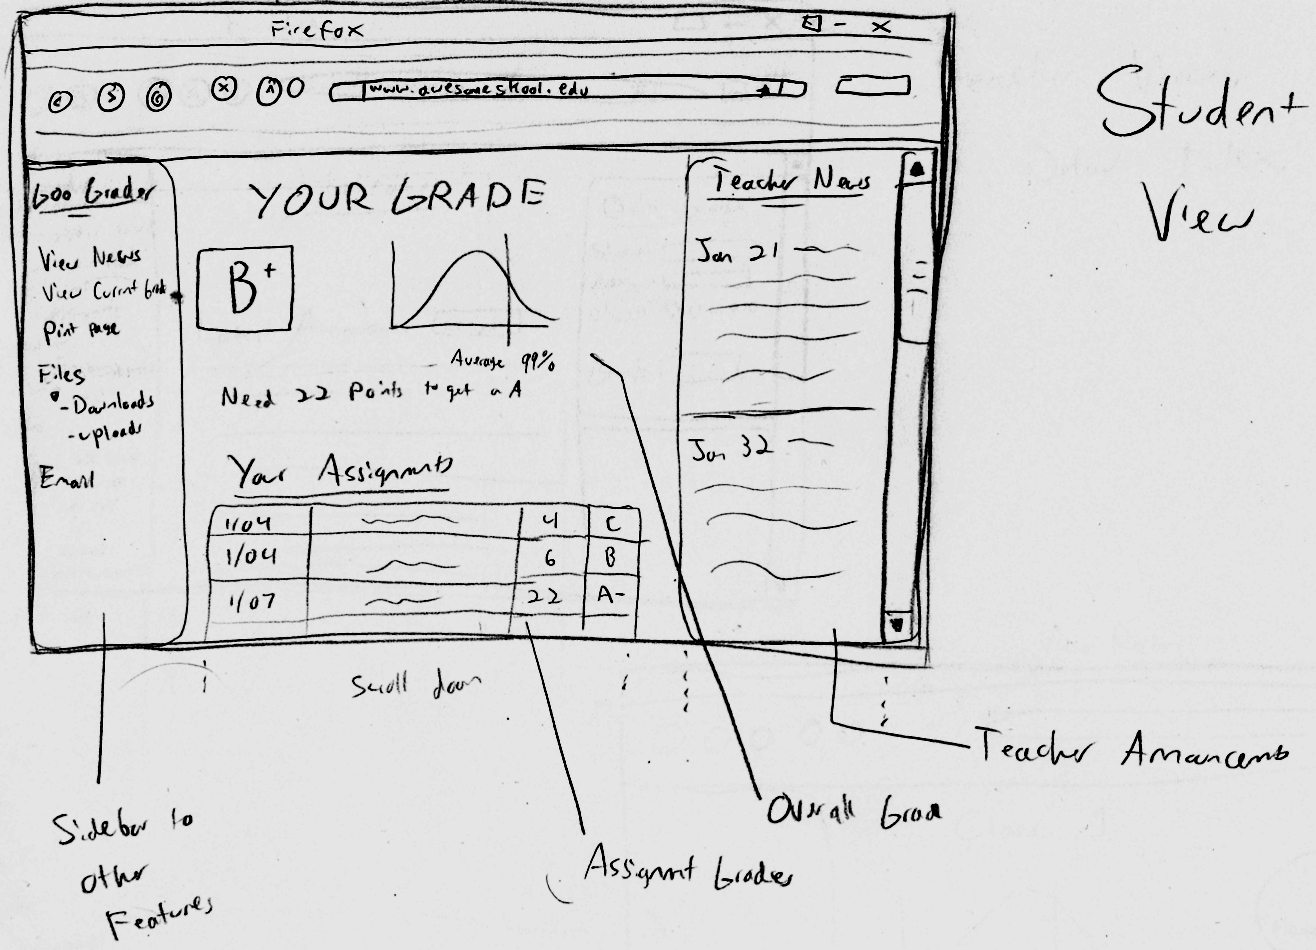 Firefox
www.awesomeskool.edu
Student
View
Goo Grader
View News
View Current Grade
Print page
Files
-Downloads
-uploads
Email
YOUR GRADE
B+
Average 99%
Need 22 Points to get a A
Your Assignments
1/04 4 C
1/04 6 B
1/07 22 A-
Teacher News
Jan 21
Jan 32
Scroll down
Sidebar to
other
Features
Assignment Grades
Overall Grade
Teacher